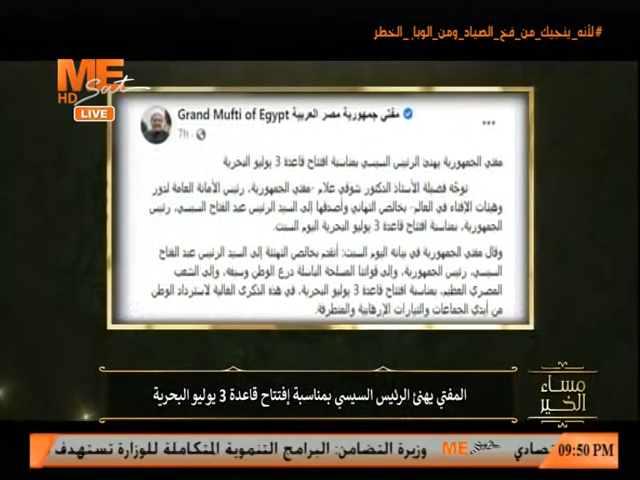 #لأنه_ينجيك_من_فخ_الصياد_ومن_الوبإ_الخطر
ME
Sat
HD
LIVE
Grand Mufti of Egypt مفتي جمهورية مصر العربية
7h
مفتي الجمهورية يهنئ الرئيس السيسي بمناسبة افتتاح قاعدة 3 يوليو البحرية
توجَّه فضيلة الأستاذ الدكتور شوقي علام -مفتي الجمهورية، رئيس الأمانة العامة لدور
وهيئات الإفتاء في العالم- بخالص التهاني وأصدقها إلى السيد الرئيس عبد الفتاح السيسي، رئيس
الجمهورية، بمناسبة افتتاح قاعدة 3 يوليو البحرية اليوم السبت.
وقال مفتي الجمهورية في بيانه اليوم السبت: أتقدم بخالص التهنئة إلى السيد الرئيس عبد الفتاح
السيسي، رئيس الجمهورية، وإلى قواتنا المسلحة الباسلة درع الوطن وسيفه، وإلى الشعب
المصري العظيم، بمناسبة افتتاح قاعدة 3 يوليو البحرية، في هذه الذكرى الغالية لاسترداد الوطن
من أيدي الجماعات والتيارات الإرهابية والمتطرفة.
المفتي يهنئ الرئيس السيسي بمناسبة إفتتاح قاعدة 3 يوليو البحرية
مساء
الخير
تصادي ME Sat وزيرة التضامن: البرامج التنموية المتكاملة للوزارة تستهدف
09:50 PM